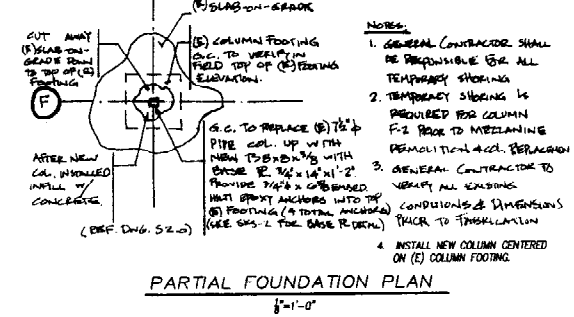 (E) SLAB-ON-GRADE
CUT AWAY
(E) SLAB-ON-
GRADE DOWN
TO TOP OF (E)
FOOTING
(E) COLUMN FOOTING
G.C. TO VERIFY IN
FIELD TOP OF (E) FOOTING
ELEVATION.
F
AFTER NEW
COL. INSTALLED
INFILL W/
CONCRETE.
G.C. TO REPLACE (E) 7½"ϕ
PIPE COL. UP WITH
NEW TS 8x8x3/8 WITH
BASE PL 3/4"x14"x1'-2".
PROVIDE 3/4"ϕ x EMBED.
HILTI EPOXY ANCHORS INTO TOP
(E) FOOTING (4 TOTAL ANCHORS)
(SEE SKS-2 FOR BASE PL DETAIL)
(REF. DWG. S2.0)
NOTES:
1. GENERAL CONTRACTOR SHALL
BE RESPONSIBLE FOR ALL
TEMPORARY SHORING
2. TEMPORARY SHORING IS
REQUIRED FOR COLUMN
F-2 PRIOR TO MEZZANINE
DEMOLITION & COL. REPLACEMENT
3. GENERAL CONTRACTOR TO
VERIFY ALL EXISTING
CONDITIONS & DIMENSIONS
PRIOR TO FABRICATION
4. INSTALL NEW COLUMN CENTERED
ON (E) COLUMN FOOTING.
PARTIAL FOUNDATION PLAN
1/8"=1'-0"